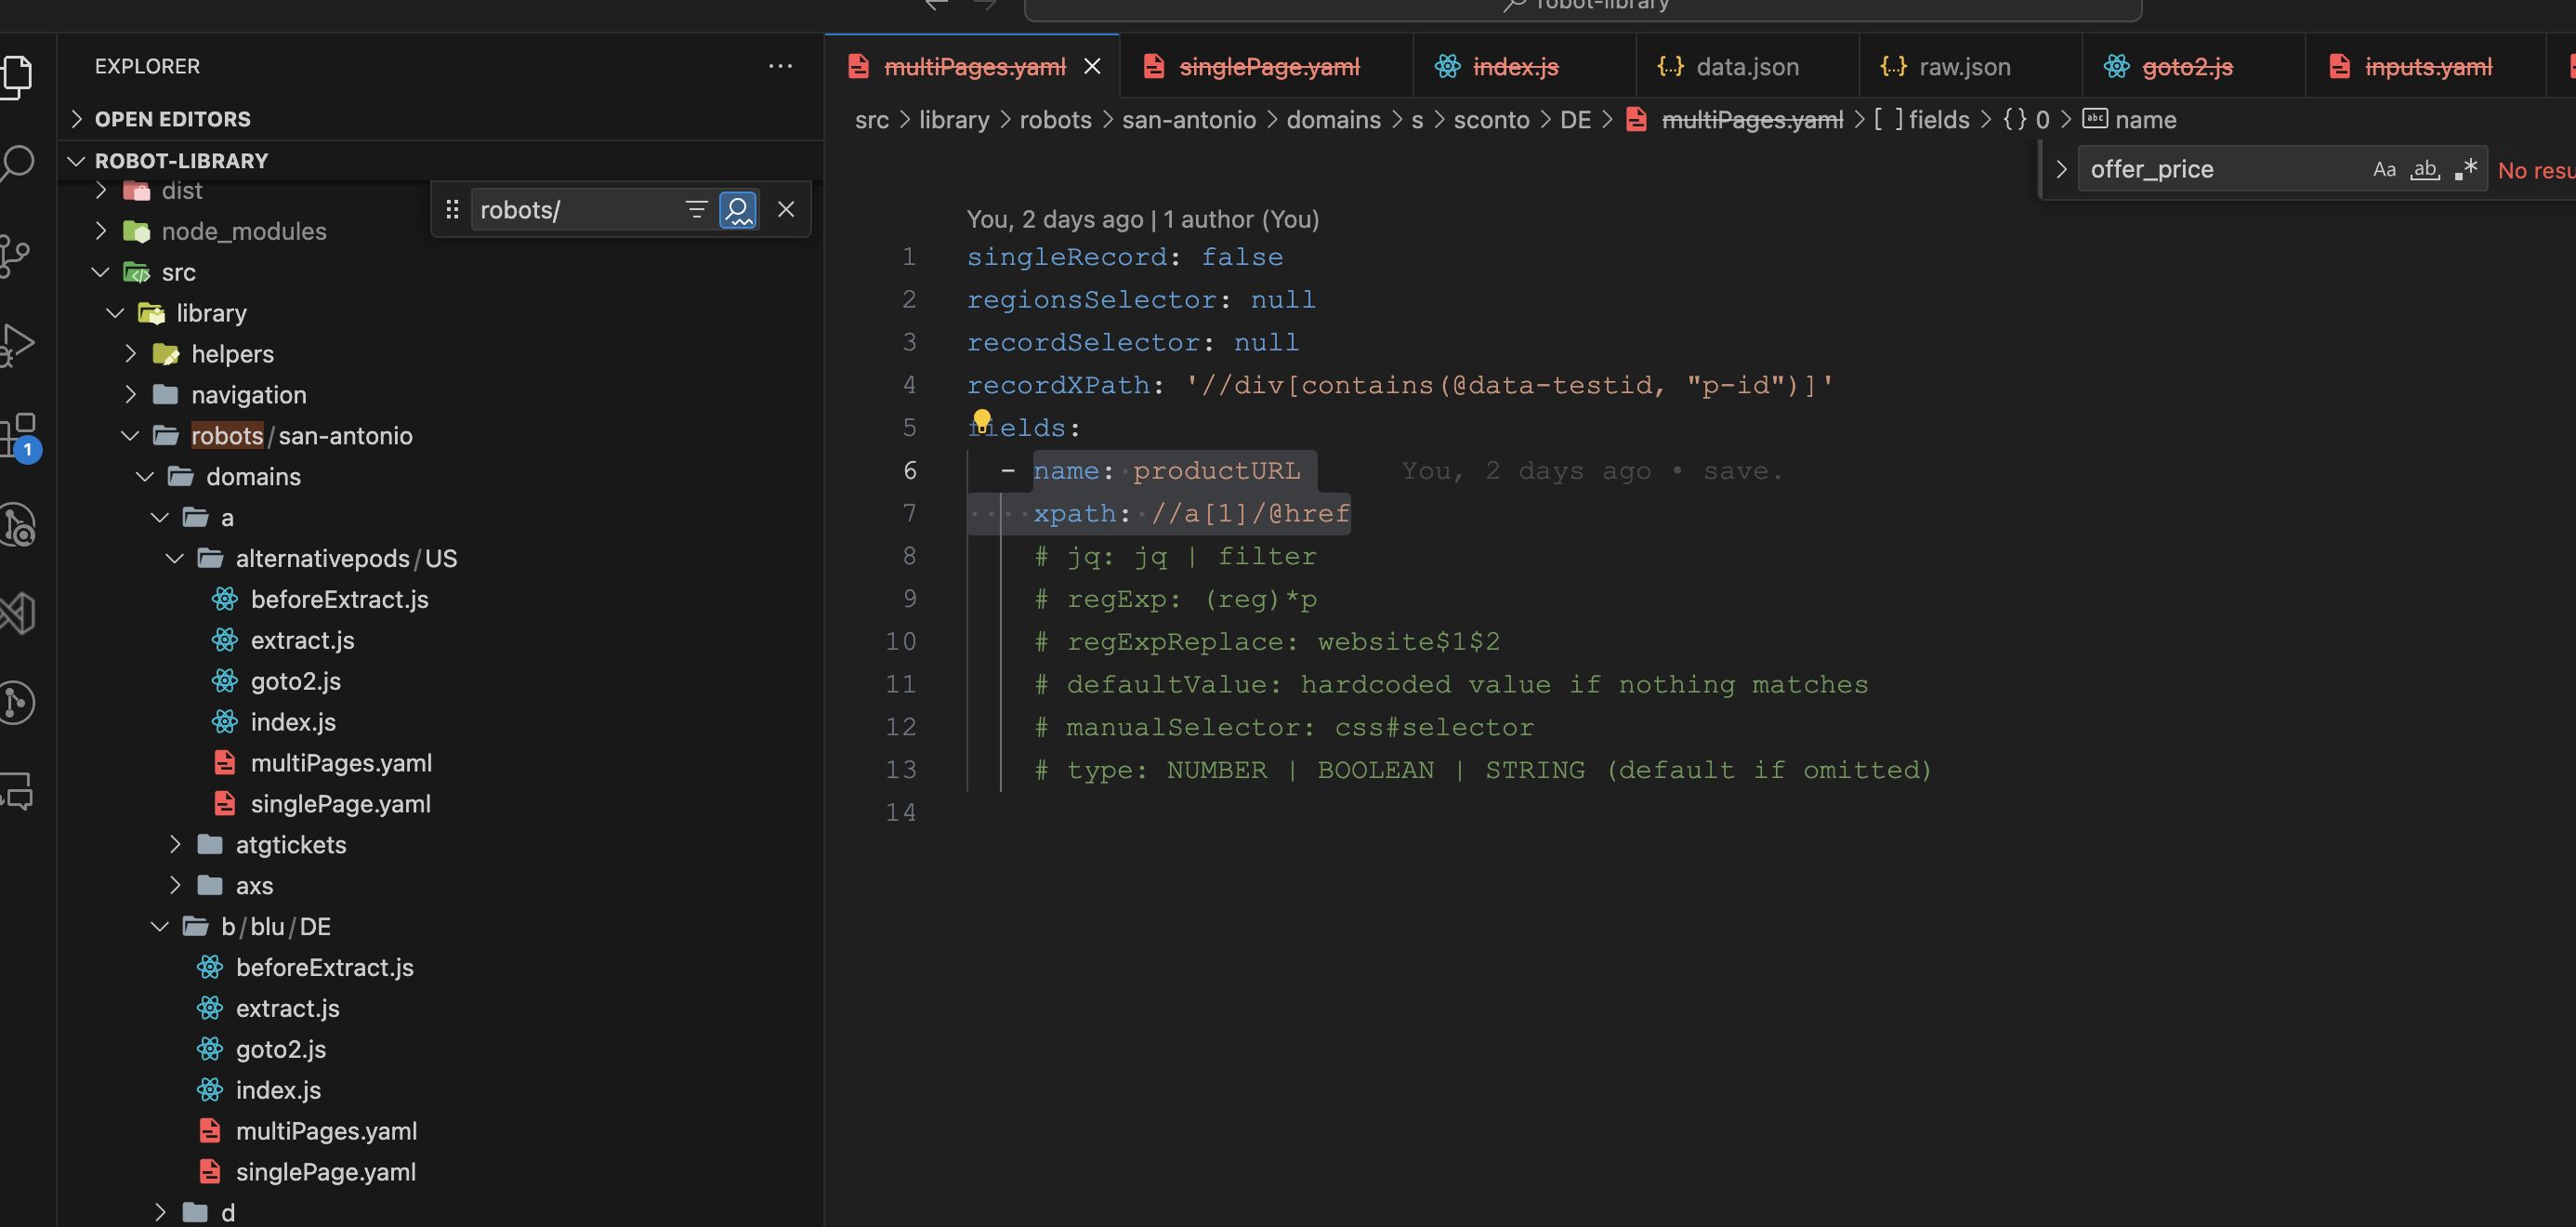 robot-library
EXPLORER
OPEN EDITORS
ROBOT-LIBRARY
dist
robots/
node_modules
src
library
helpers
navigation
robots/san-antonio
domains
a
alternativepods/US
beforeExtract.js
extract.js
goto2.js
index.js
multiPages.yaml
singlePage.yaml
atgtickets
axs
b/blu/DE
beforeExtract.js
extract.js
goto2.js
index.js
multiPages.yaml
singlePage.yaml
d
1
multiPages.yaml singlePage.yaml index.js {..} data.json {..} raw.json goto2.js inputs.yaml
src > library > robots > san-antonio > domains > s > sconto > DE > multiPages.yaml > [ ] fields > {} 0 > abc name
offer_price Aa ab .* No resu
You, 2 days ago | 1 author (You)
1 singleRecord: false
2 regionsSelector: null
3 recordSelector: null
4 recordXPath: '//div[contains(@data-testid, "p-id")]'
5 fields:
6 - name: productURL You, 2 days ago • save.
7 xpath: //a[1]/@href
8 # jq: jq | filter
9 # regExp: (reg)*p
10 # regExpReplace: website$1$2
11 # defaultValue: hardcoded value if nothing matches
12 # manualSelector: css#selector
13 # type: NUMBER | BOOLEAN | STRING (default if omitted)
14